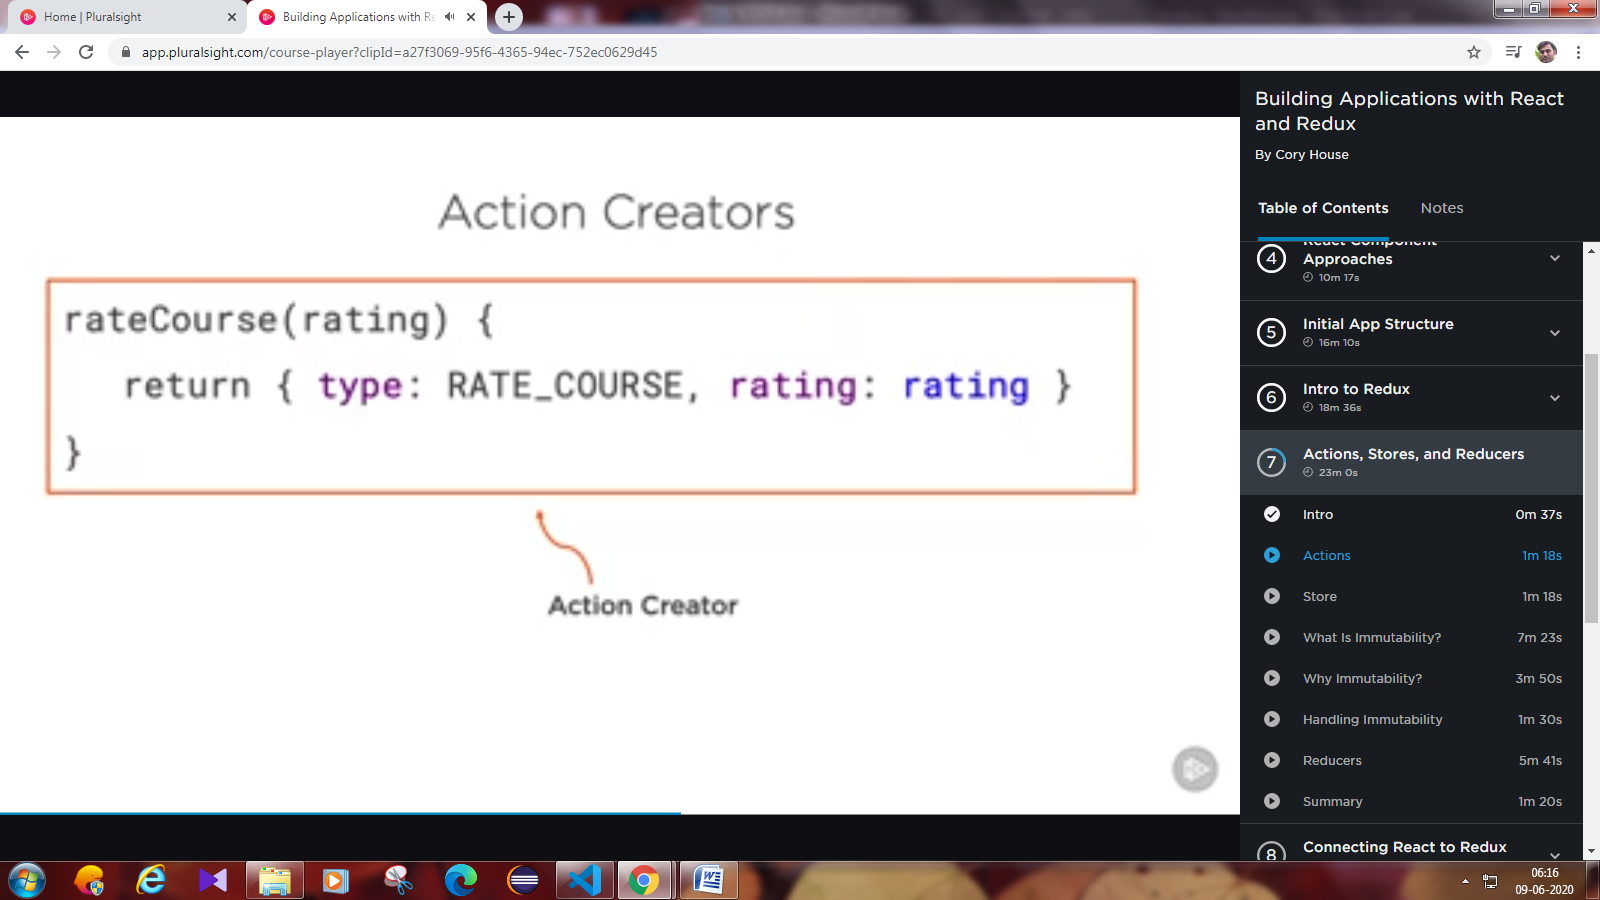 Home | Pluralsight
Building Applications with Re
app.pluralsight.com/course-player?clipId=a27f3069-95f6-4365-94ec-752ec0629d45
Action Creators
rateCourse(rating) {
return { type: RATE_COURSE, rating: rating }
}
Action Creator
Building Applications with React
and Redux
By Cory House
Table of Contents
Notes
4
React Component
Approaches
10m 17s
5
Initial App Structure
16m 10s
6
Intro to Redux
18m 36s
7
Actions, Stores, and Reducers
23m 0s
Intro 0m 37s
Actions 1m 18s
Store 1m 18s
What Is Immutability? 7m 23s
Why Immutability? 3m 50s
Handling Immutability 1m 30s
Reducers 5m 41s
Summary 1m 20s
8
Connecting React to Redux
06:16
09-06-2020